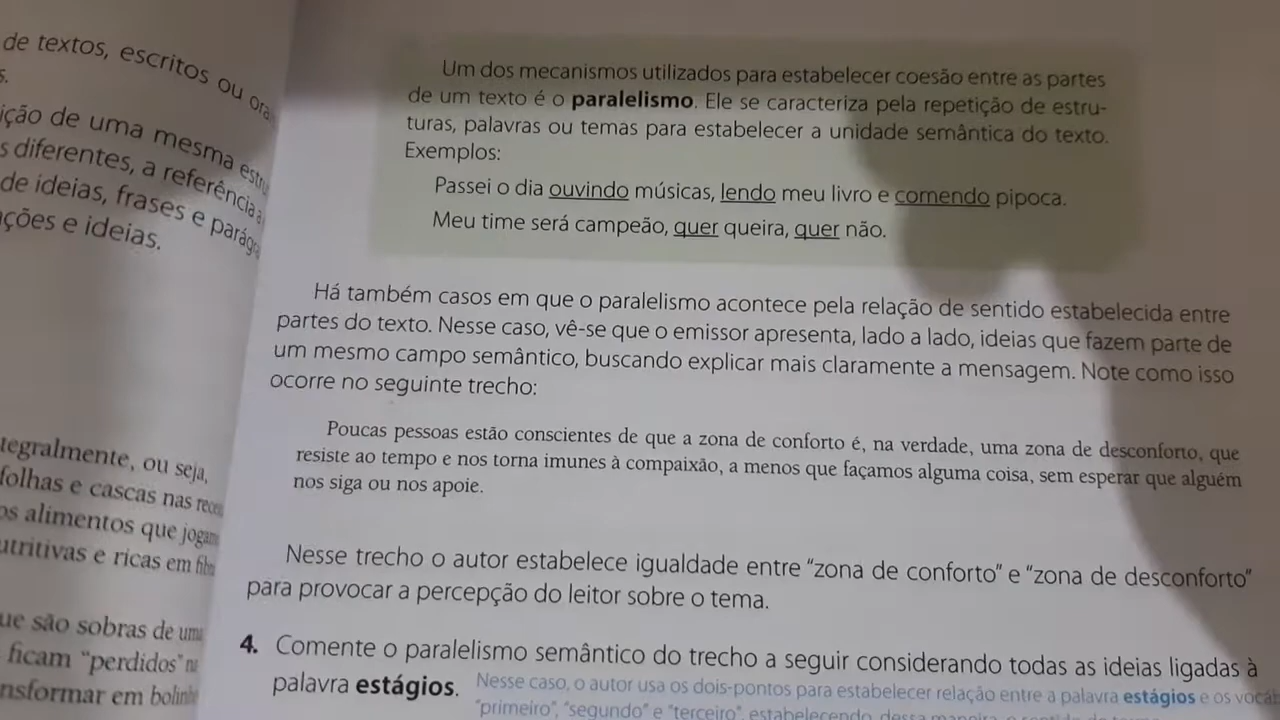 de textos, escritos ou
s.
ição de uma mesma
s diferentes, a referência a
de ideias, frases e
ações e ideias.
tegralmente, ou seja,
folhas e cascas nas
os alimentos que
utritivas e ricas em
ue são sobras de uma
ficam "perdidos" na
nsformar em
Um dos mecanismos utilizados para estabelecer coesão entre as partes
de um texto é o paralelismo. Ele se caracteriza pela repetição de estru-
turas, palavras ou temas para estabelecer a unidade semântica do texto.
Exemplos:
Passei o dia ouvindo músicas, lendo meu livro e comendo pipoca.
Meu time será campeão, quer queira, quer não.
Há também casos em que o paralelismo acontece pela relação de sentido estabelecida entre
partes do texto. Nesse caso, vê-se que o emissor apresenta, lado a lado, ideias que fazem parte de
um mesmo campo semântico, buscando explicar mais claramente a mensagem. Note como isso
ocorre no seguinte trecho:
Poucas pessoas estão conscientes de que a zona de conforto é, na verdade, uma zona de desconforto, que
resiste ao tempo e nos torna imunes à compaixão, a menos que façamos alguma coisa, sem esperar que alguém
nos siga ou nos apoie.
Nesse trecho o autor estabelece igualdade entre "zona de conforto" e "zona de desconforto"
para provocar a percepção do leitor sobre o tema.
4. Comente o paralelismo semântico do trecho a seguir considerando todas as ideias ligadas à
palavra estágios. Nesse caso, o autor usa os dois-pontos para estabelecer relação entre a palavra estágios e os
"primeiro", "segundo" e "terceiro", estabelecendo, dessa maneira, o sentido